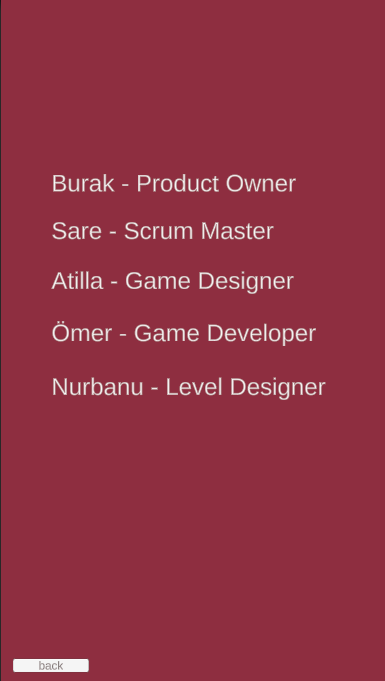 Burak - Product Owner
Sare - Scrum Master
Atilla - Game Designer
Ömer - Game Developer
Nurbanu - Level Designer
back